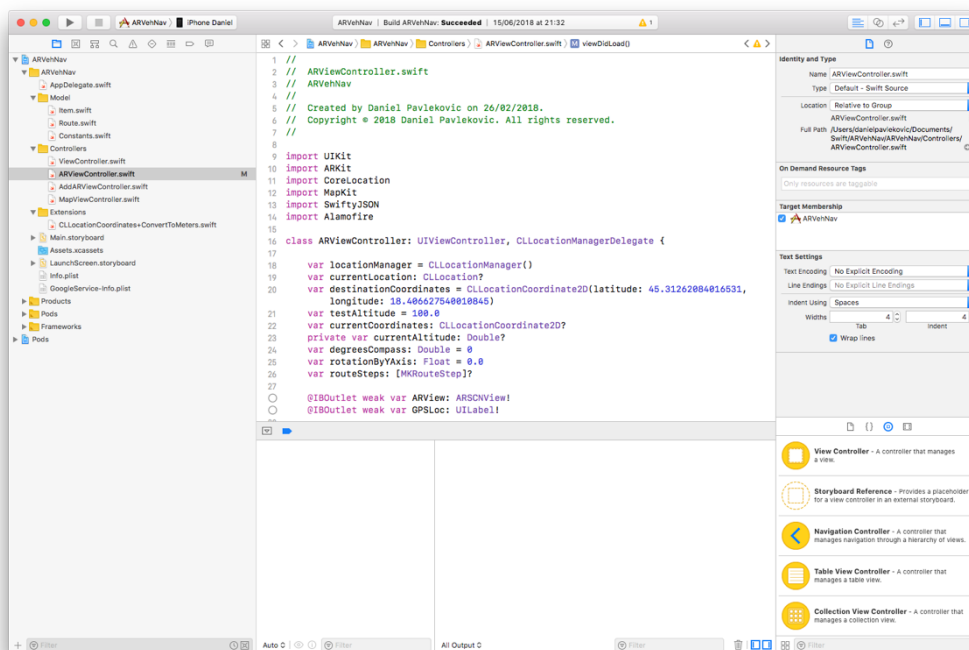 ARVehNav
iPhone Daniel
ARVehNav | Build ARVehNav: Succeeded | 15/06/2018 at 21:32
1
ARVehNav
ARVehNav
AppDelegate.swift
Model
Item.swift
Route.swift
Constants.swift
Controllers
ViewController.swift
ARViewController.swift M
AddARViewController.swift
MapViewController.swift
Extensions
CLLocationCoordinates+ConvertToMeters.swift
Main.storyboard
Assets.xcassets
LaunchScreen.storyboard
Info.plist
GoogleService-Info.plist
Products
Pods
Frameworks
Pods
Filter
ARVehNav ARVehNav Controllers ARViewController.swift M viewDidLoad()
1 //
2 // ARViewController.swift
3 // ARVehNav
4 //
5 // Created by Daniel Pavlekovic on 26/02/2018.
6 // Copyright © 2018 Daniel Pavlekovic. All rights reserved.
7 //
8
9 import UIKit
10 import ARKit
11 import CoreLocation
12 import MapKit
13 import SwiftyJSON
14 import Alamofire
15
16 class ARViewController: UIViewController, CLLocationManagerDelegate {
17
18 var locationManager = CLLocationManager()
19 var currentLocation: CLLocation?
20 var destinationCoordinates = CLLocationCoordinate2D(latitude: 45.31262084016531,
longitude: 18.406627540010845)
21 var testAltitude = 100.0
22 var currentCoordinates: CLLocationCoordinate2D?
23 private var currentAltitude: Double?
24 var degreesCompass: Double = 0
25 var rotationByYAxis: Float = 0.0
26 var routeSteps: [MKRouteStep]?
27
@IBOutlet weak var ARView: ARSCNView!
@IBOutlet weak var GPSLoc: UILabel!
Auto
Filter
All Output
Filter
Identity and Type
Name ARViewController.swift
Type Default - Swift Source
Location Relative to Group
ARViewController.swift
Full Path /Users/danielpavlekovic/Documents/
Swift/ARVehNav/ARVehNav/Controllers/
ARViewController.swift
On Demand Resource Tags
Only resources are taggable
Target Membership
ARVehNav
Text Settings
Text Encoding No Explicit Encoding
Line Endings No Explicit Line Endings
Indent Using Spaces
Widths 4 4
Tab Indent
Wrap lines
View Controller - A controller that manages
a view.
Storyboard Reference - Provides a placeholder
for a view controller in an external storyboard.
Navigation Controller - A controller that
manages navigation through a hierarchy of views.
Table View Controller - A controller that
manages a table view.
Collection View Controller - A controller that
manages a collection view.
Filter